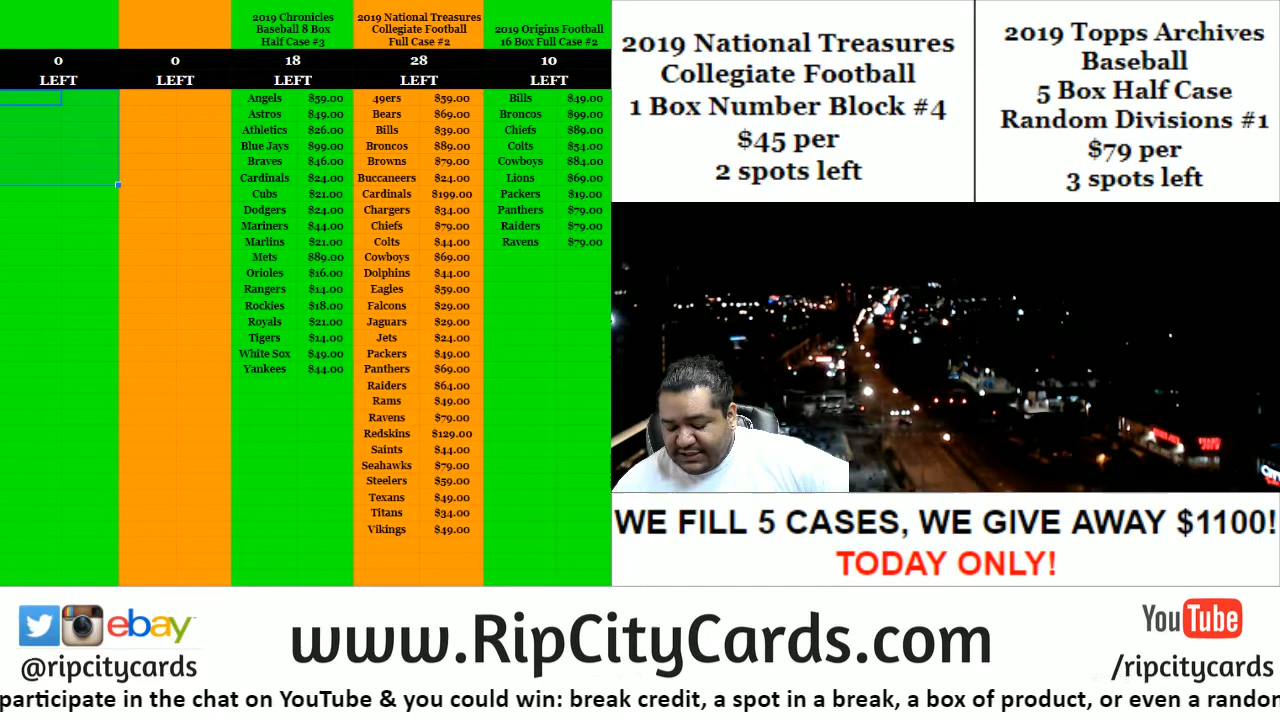 2019 Chronicles
Baseball 8 Box
Half Case #3
2019 National Treasures
Collegiate Football
Full Case #2
2019 Origins Football
16 Box Full Case #2
0 0 18 28 10
LEFT LEFT LEFT LEFT LEFT
Angels $59.00 49ers $59.00 Bills $49.00
Astros $49.00 Bears $69.00 Broncos $99.00
Athletics $26.00 Bills $39.00 Chiefs $89.00
Blue Jays $99.00 Broncos $89.00 Colts $54.00
Braves $46.00 Browns $79.00 Cowboys $84.00
Cardinals $24.00 Buccaneers $24.00 Lions $69.00
Cubs $21.00 Cardinals $199.00 Packers $19.00
Dodgers $24.00 Chargers $34.00 Panthers $79.00
Mariners $44.00 Chiefs $79.00 Raiders $79.00
Marlins $21.00 Colts $44.00 Ravens $79.00
Mets $89.00 Cowboys $69.00
Orioles $16.00 Dolphins $44.00
Rangers $14.00 Eagles $59.00
Rockies $18.00 Falcons $29.00
Royals $21.00 Jaguars $29.00
Tigers $14.00 Jets $24.00
White Sox $49.00 Packers $49.00
Yankees $44.00 Panthers $69.00
Raiders $64.00
Rams $49.00
Ravens $79.00
Redskins $129.00
Saints $44.00
Seahawks $79.00
Steelers $59.00
Texans $49.00
Titans $34.00
Vikings $49.00
2019 National Treasures
Collegiate Football
1 Box Number Block #4
$45 per
2 spots left
2019 Topps Archives
Baseball
5 Box Half Case
Random Divisions #1
$79 per
3 spots left
WE FILL 5 CASES, WE GIVE AWAY $1100!
TODAY ONLY!
ebay
@ripcitycards
www.RipCityCards.com
YouTube
/ripcitycards
participate in the chat on YouTube & you could win: break credit, a spot in a break, a box of product, or even a random